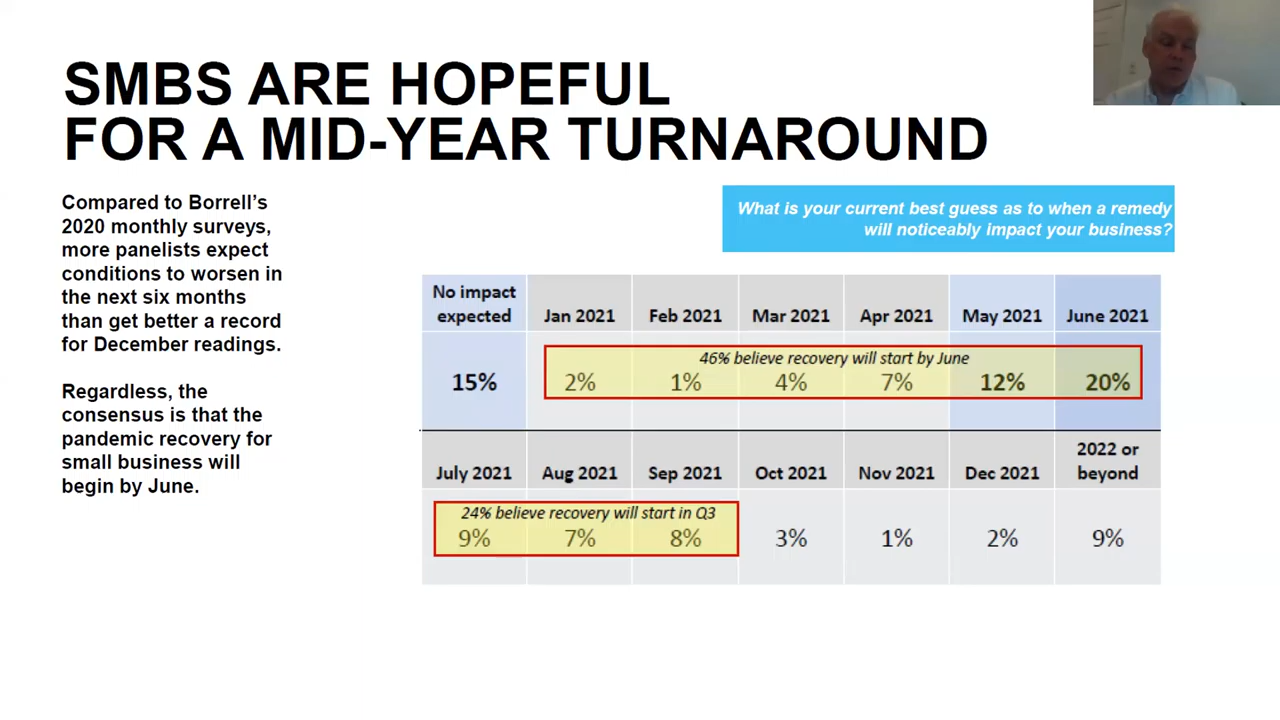 SMBS ARE HOPEFUL
FOR A MID-YEAR TURNAROUND
Compared to Borrell's
2020 monthly surveys,
more panelists expect
conditions to worsen in
the next six months
than get better a record
for December readings.
Regardless, the
consensus is that the
pandemic recovery for
small business will
begin by June.
What is your current best guess as to when a remedy
will noticeably impact your business?
No impact
expected Jan 2021 Feb 2021 Mar 2021 Apr 2021 May 2021 June 2021
46% believe recovery will start by June
15% 2% 1% 4% 7% 12% 20%
2022 or
July 2021 Aug 2021 Sep 2021 Oct 2021 Nov 2021 Dec 2021 beyond
24% believe recovery will start in Q3
9% 7% 8% 3% 1% 2% 9%